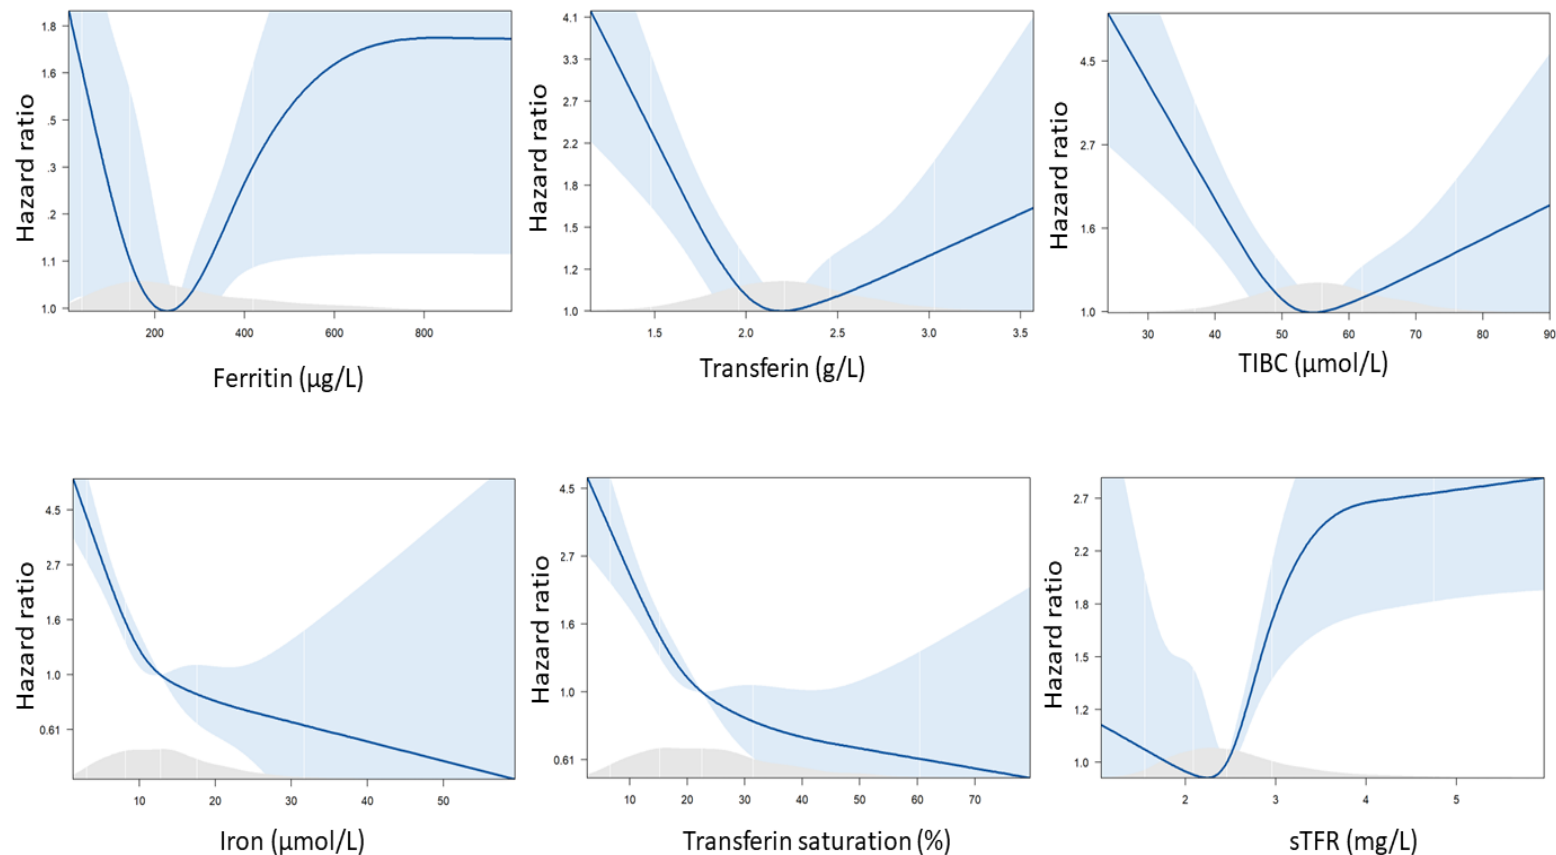 Hazard ratio
1.8
1.6
.5
.3
.2
1.1
1.0
200 400 600 800
Ferritin (µg/L)
Hazard ratio
4.1
3.3
2.7
2.2
1.8
1.5
1.2
1.0
1.5 2.0 2.5 3.0 3.5
Transferin (g/L)
Hazard ratio
4.5
2.7
1.6
1.0
30 40 50 60 70 80 90
TIBC (µmol/L)
Hazard ratio
4.5
2.7
1.6
1.0
0.61
10 20 30 40 50
Iron (µmol/L)
Hazard ratio
4.5
2.7
1.6
1.0
0.61
10 20 30 40 50 60 70
Transferin saturation (%)
Hazard ratio
2.7
2.2
1.8
1.5
1.2
1.0
2 3 4 5
sTFR (mg/L)